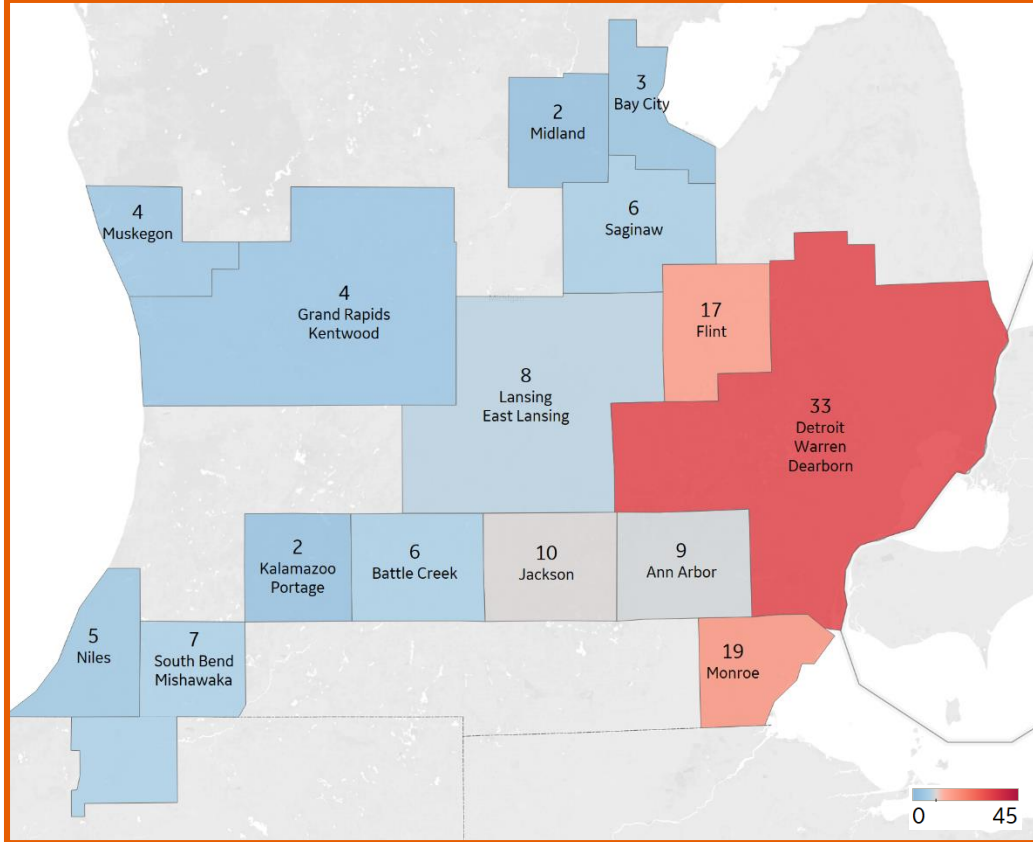 3
Bay City
2
Midland
4
Muskegon
6
Saginaw
4
Grand Rapids
Kentwood
17
Flint
8
Lansing
East Lansing
33
Detroit
Warren
Dearborn
2
Kalamazoo
Portage
6
Battle Creek
10
Jackson
9
Ann Arbor
5
Niles
7
South Bend
Mishawaka
19
Monroe
0 45